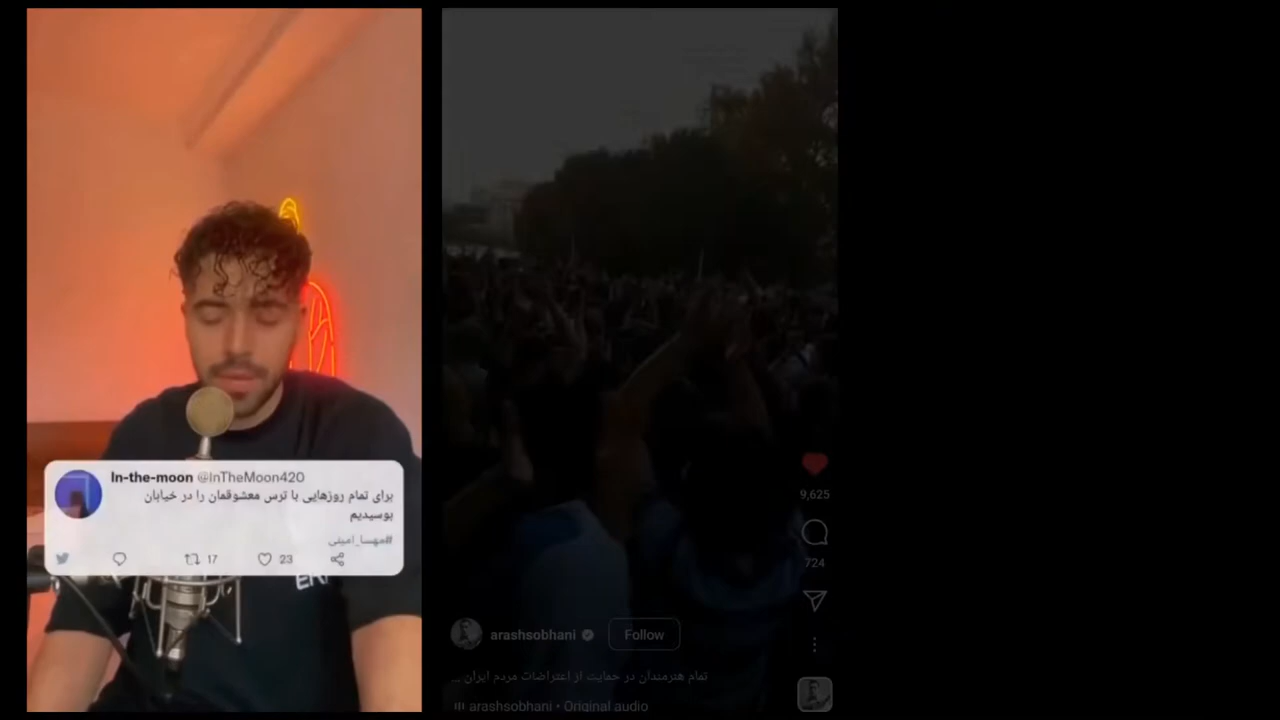 In-the-moon @InTheMoon420
برای تمام روزهایی با ترس معشوقمان را در خیابان
بوسیدیم
#مهسا_امینی
17
23
9,625
724
arashsobhani
Follow
تمام هنرمندان در حمایت از اعتراضات مردم ایران ...
arashsobhani • Original audio